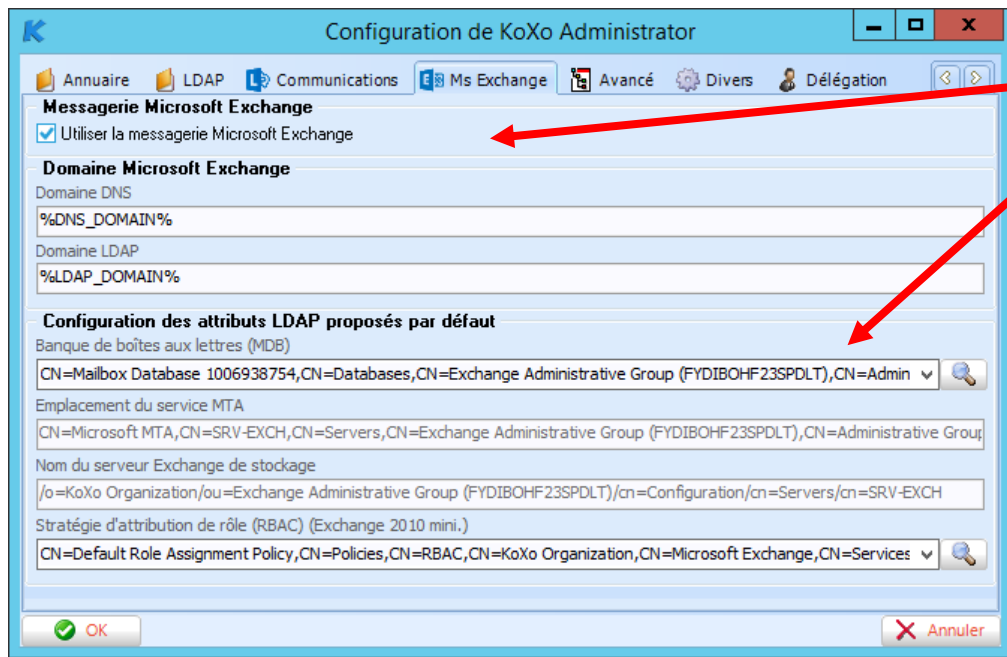 Configuration de KoXo Administrator
Annuaire LDAP Communications Ms Exchange Avancé Divers Délégation
Messagerie Microsoft Exchange
Utiliser la messagerie Microsoft Exchange
Domaine Microsoft Exchange
Domaine DNS
%DNS_DOMAIN%
Domaine LDAP
%LDAP_DOMAIN%
Configuration des attributs LDAP proposés par défaut
Banque de boîtes aux lettres (MDB)
CN=Mailbox Database 1006938754,CN=Databases,CN=Exchange Administrative Group (FYDIBOHF23SPDLT),CN=Admin
Emplacement du service MTA
CN=Microsoft MTA,CN=SRV-EXCH,CN=Servers,CN=Exchange Administrative Group (FYDIBOHF23SPDLT),CN=Administrative Group
Nom du serveur Exchange de stockage
/o=KoXo Organization/ou=Exchange Administrative Group (FYDIBOHF23SPDLT)/cn=Configuration/cn=Servers/cn=SRV-EXCH
Stratégie d'attribution de rôle (RBAC) (Exchange 2010 mini.)
CN=Default Role Assignment Policy,CN=Policies,CN=RBAC,CN=KoXo Organization,CN=Microsoft Exchange,CN=Services
OK Annuler